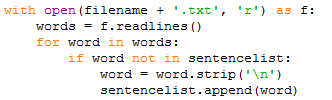 with open(filename + '.txt', 'r') as f:
    words = f.readlines()
    for word in words:
        if word not in sentencelist:
            word = word.strip('\n')
            sentencelist.append(word)